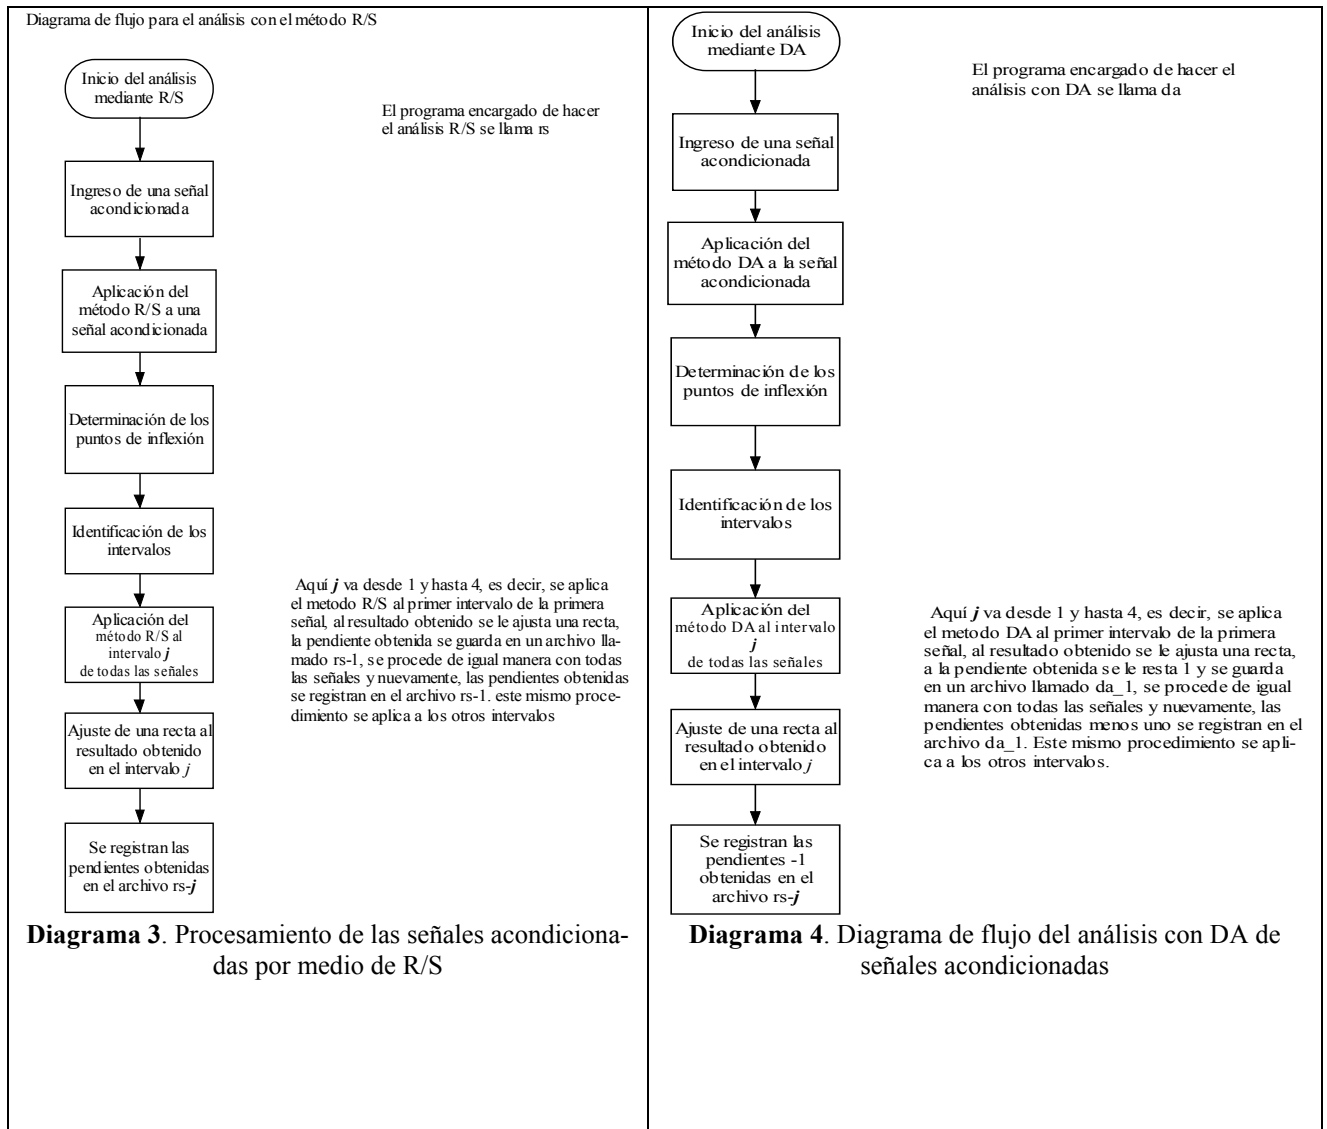 Diagrama de flujo para el análisis con el método R/S
Inicio del análisis
mediante R/S
El programa encargado de hacer
el análisis R/S se llama rs
Ingreso de una señal
acondicionada
Aplicación del
método R/S a una
señal acondicionada
Determinación de los
puntos de inflexión
Identificación de los
intervalos
Aplicación del
método R/S al
intervalo j
de todas las señales
Aquí j va desde 1 y hasta 4, es decir, se aplica
el metodo R/S al primer intervalo de la primera
señal, al resultado obtenido se le ajusta una recta,
la pendiente obtenida se guarda en un archivo lla-
mado rs-1, se procede de igual manera con todas
las señales y nuevamente, las pendientes obtenidas
se registran en el archivo rs-1. este mismo proce-
dimiento se aplica a los otros intervalos
Ajuste de una recta al
resultado obtenido
en el intervalo j
Se registran las
pendientes obtenidas
en el archivo rs-j
Diagrama 3. Procesamiento de las señales acondiciona-
das por medio de R/S
Inicio del análisis
mediante DA
El programa encargado de hacer el
análisis con DA se llama da
Ingreso de una señal
acondicionada
Aplicación del
método DA a la señal
acondicionada
Determinación de los
puntos de inflexión
Identificación de los
intervalos
Aplicación del
método DA al intervalo
j
de todas las señales
Aquí j va desde 1 y hasta 4, es decir, se aplica
el metodo DA al primer intervalo de la primera
señal, al resultado obtenido se le ajusta una recta,
a la pendiente obtenida se le resta 1 y se guarda
en un archivo llamado da_1, se procede de igual
manera con todas las señales y nuevamente, las
pendientes obtenidas menos uno se registran en el
archivo da_1. Este mismo procedimiento se apli-
ca a los otros intervalos.
Ajuste de una recta al
resultado obtenido
en el intervalo j
Se registran las
pendientes -1
obtenidas en el
archivo rs-j
Diagrama 4. Diagrama de flujo del análisis con DA de
señales acondicionadas